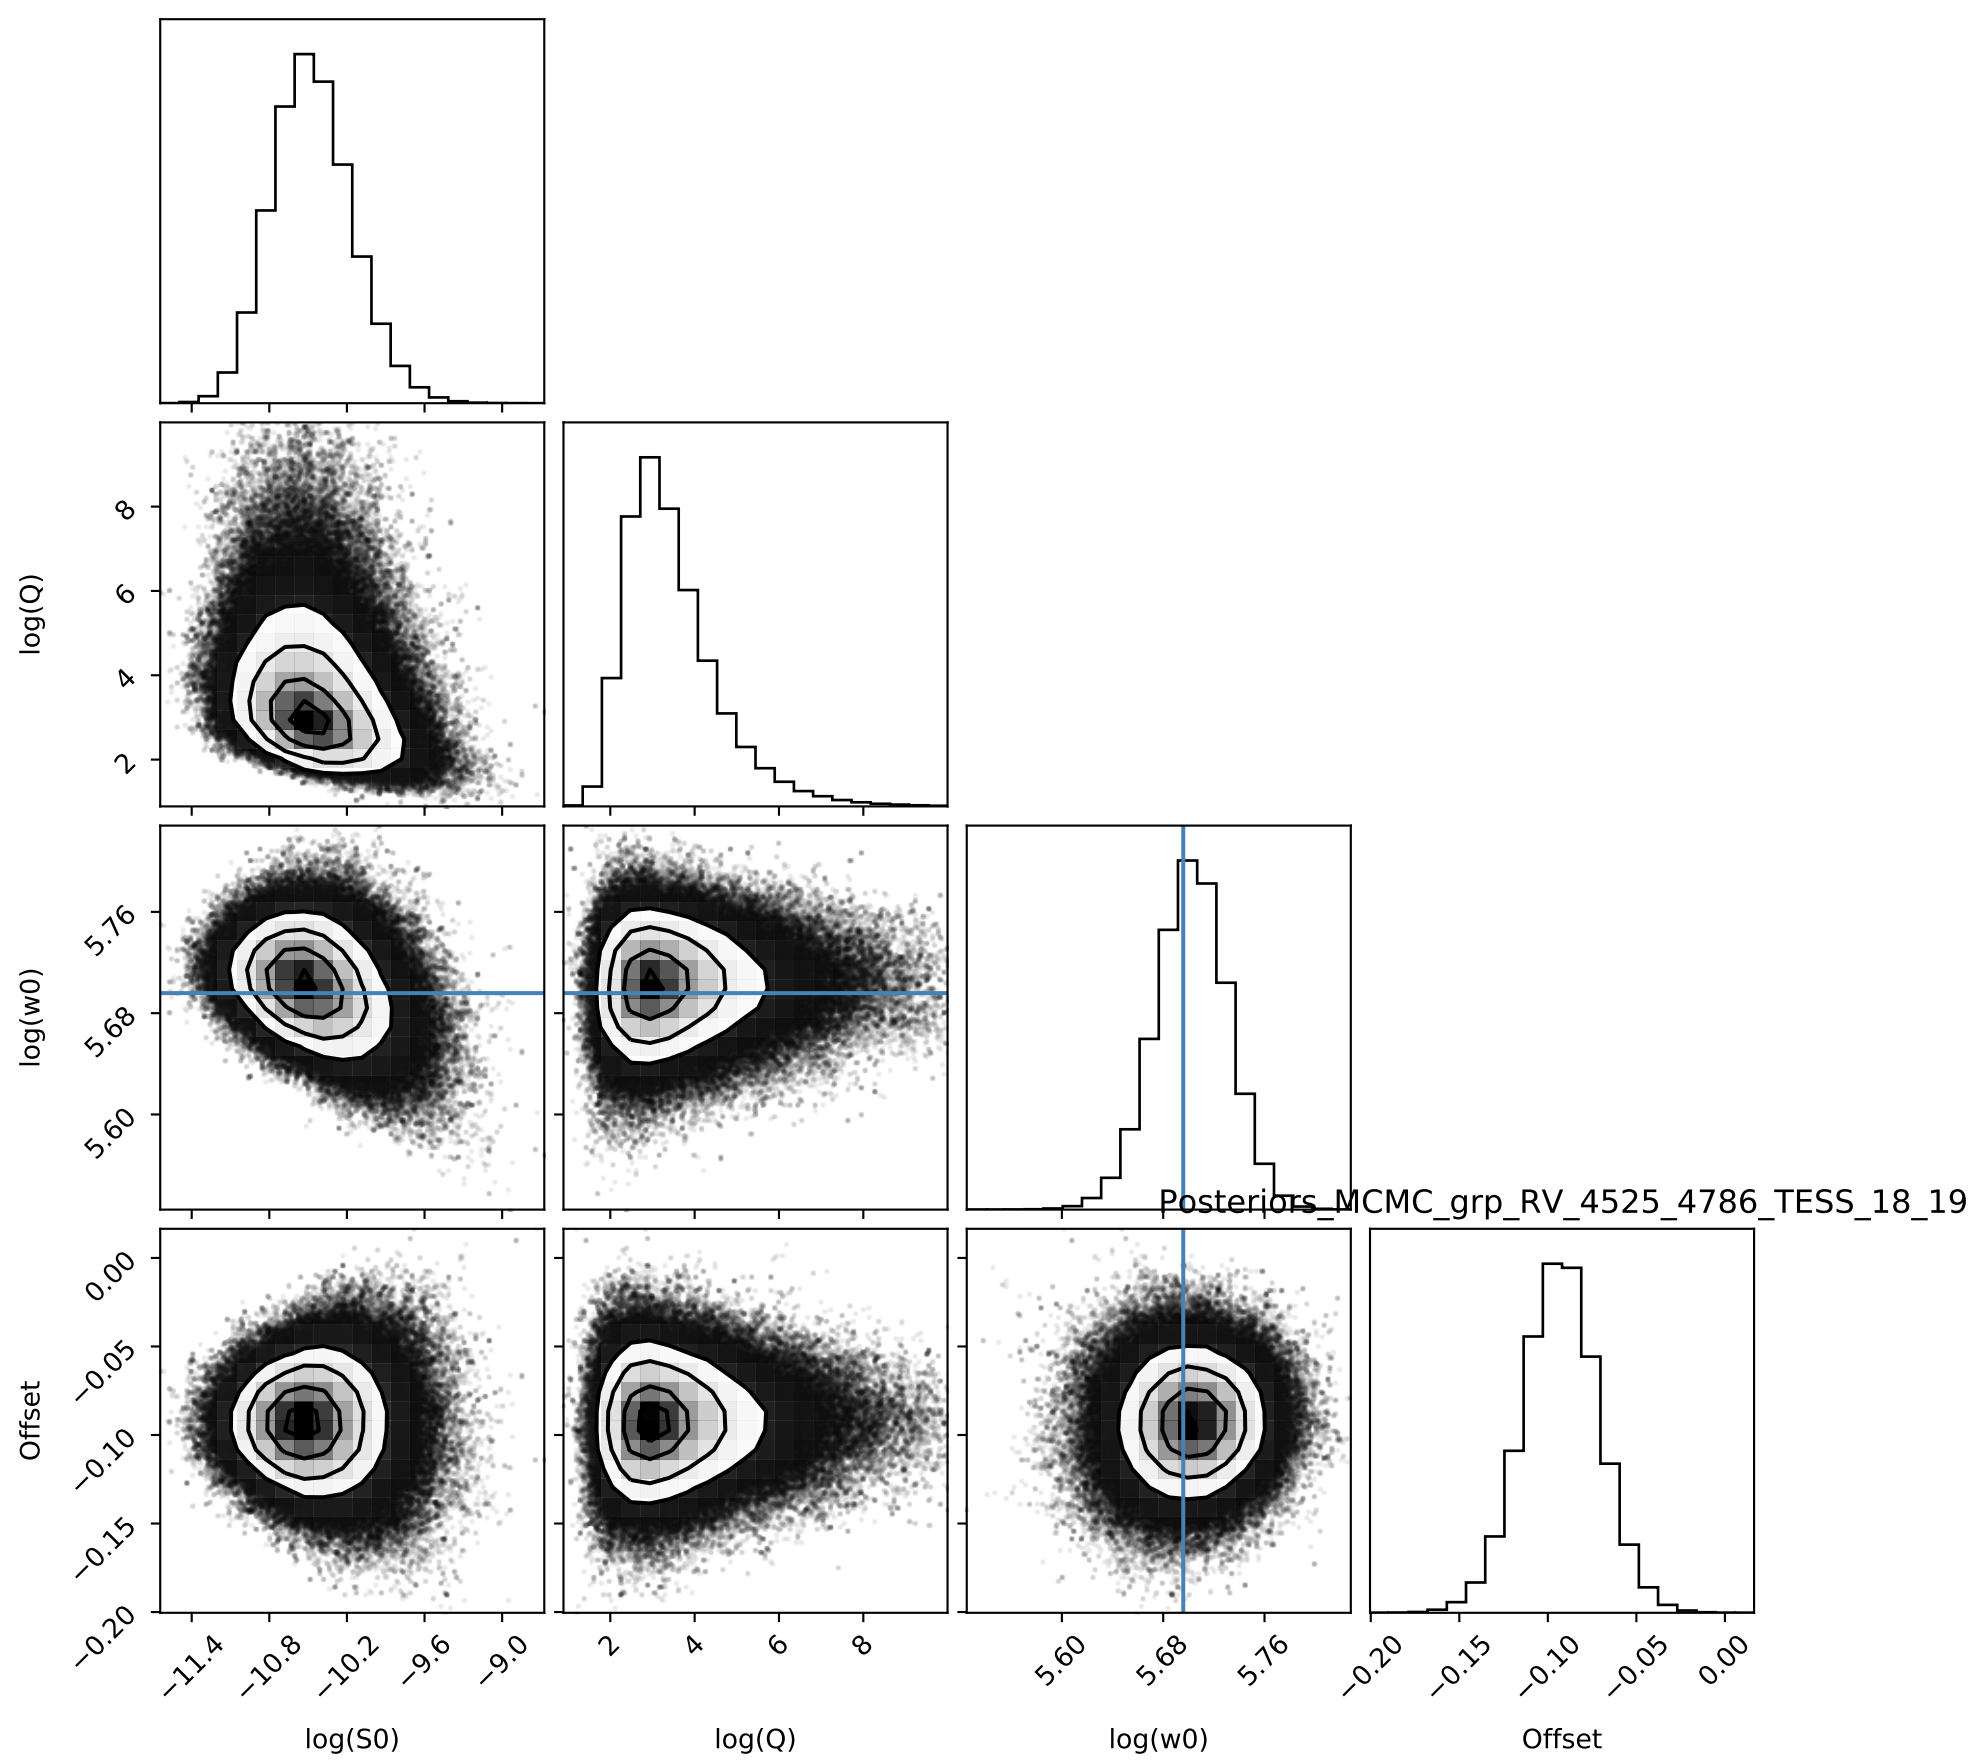 8
6
4
2
log(Q)
5.76
5.68
5.60
log(w0)
Posteriors_MCMC_grp_RV_4525_4786_TESS_18_19
0.00
−0.05
−0.10
−0.15
−0.20
Offset
−11.4 −10.8 −10.2 −9.6 −9.0 2 4 6 8 5.60 5.68 5.76 −0.20 −0.15 −0.10 −0.05 0.00
log(S0) log(Q) log(w0) Offset